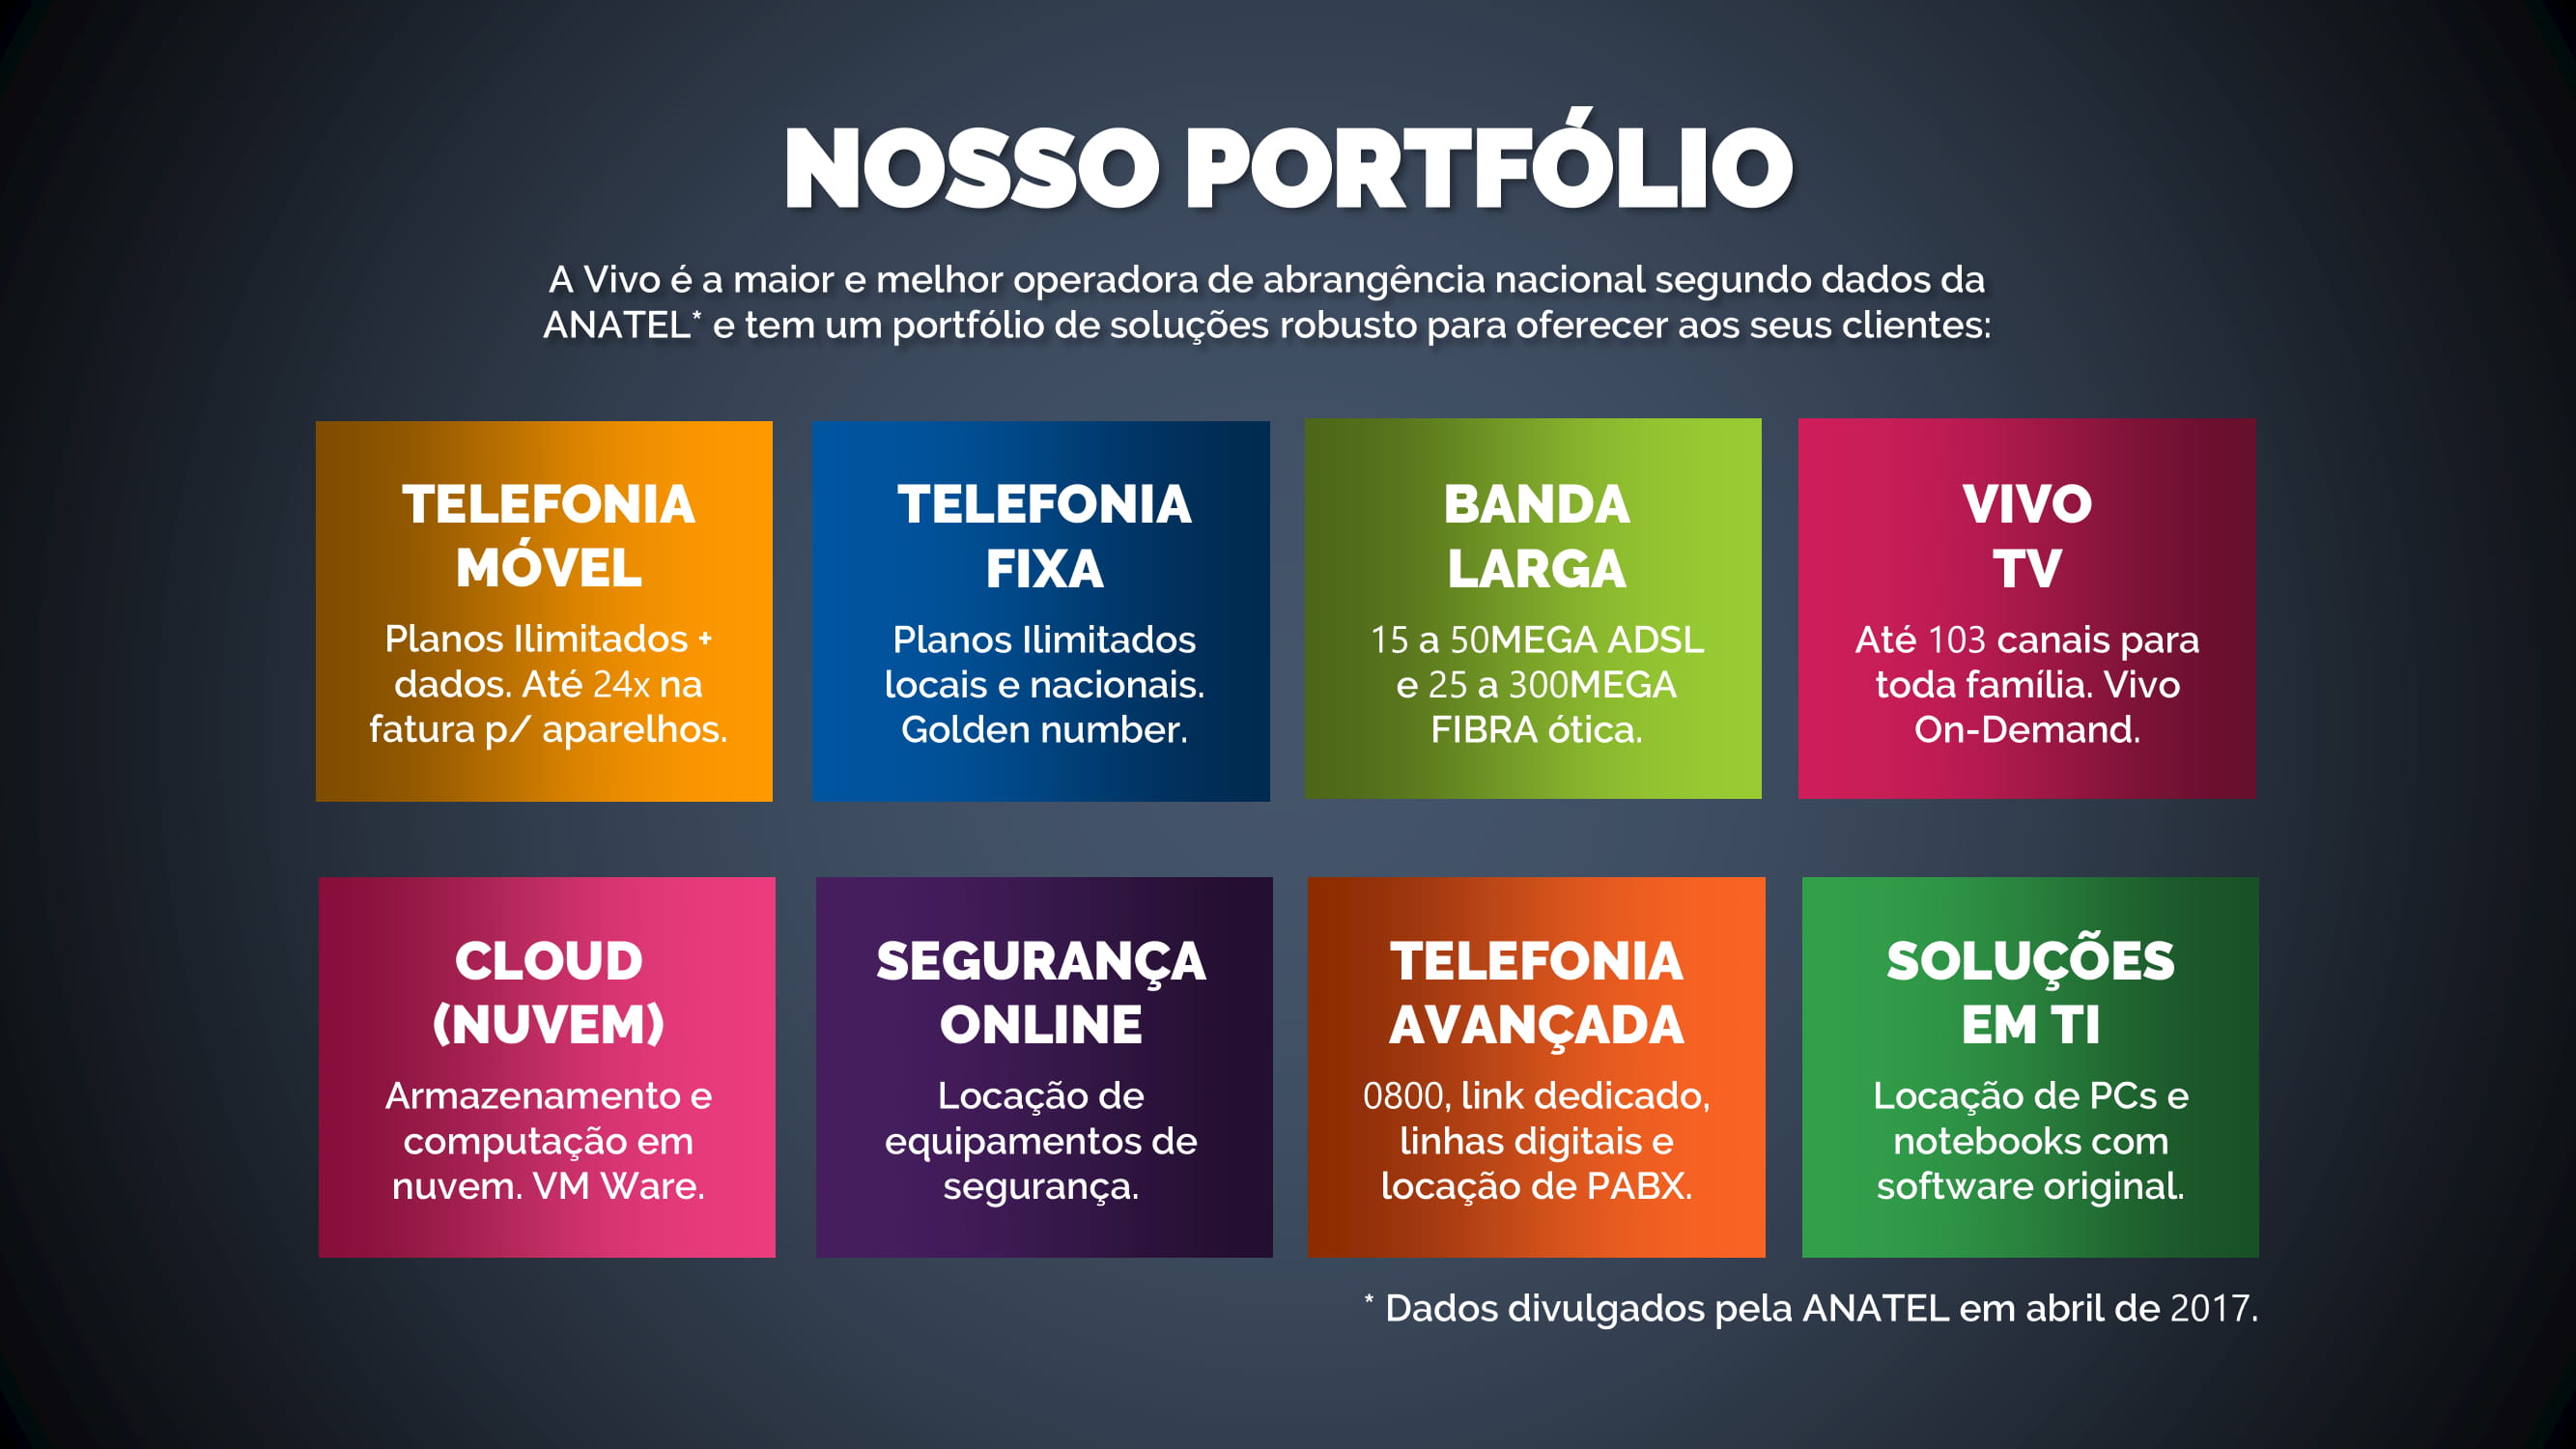 NOSSO PORTFÓLIO
A Vivo é a maior e melhor operadora de abrangência nacional segundo dados da
ANATEL* e tem um portfólio de soluções robusto para oferecer aos seus clientes:
TELEFONIA
MÓVEL
Planos Ilimitados +
dados. Até 24x na
fatura p/ aparelhos.
TELEFONIA
FIXA
Planos Ilimitados
locais e nacionais.
Golden number.
BANDA
LARGA
15 a 50MEGA ADSL
e 25 a 300MEGA
FIBRA ótica.
VIVO
TV
Até 103 canais para
toda família. Vivo
On-Demand.
CLOUD
(NUVEM)
Armazenamento e
computação em
nuvem. VM Ware.
SEGURANÇA
ONLINE
Locação de
equipamentos de
segurança.
TELEFONIA
AVANÇADA
0800, link dedicado,
linhas digitais e
locação de PABX.
SOLUÇÕES
EM TI
Locação de PCs e
notebooks com
software original.
* Dados divulgados pela ANATEL em abril de 2017.